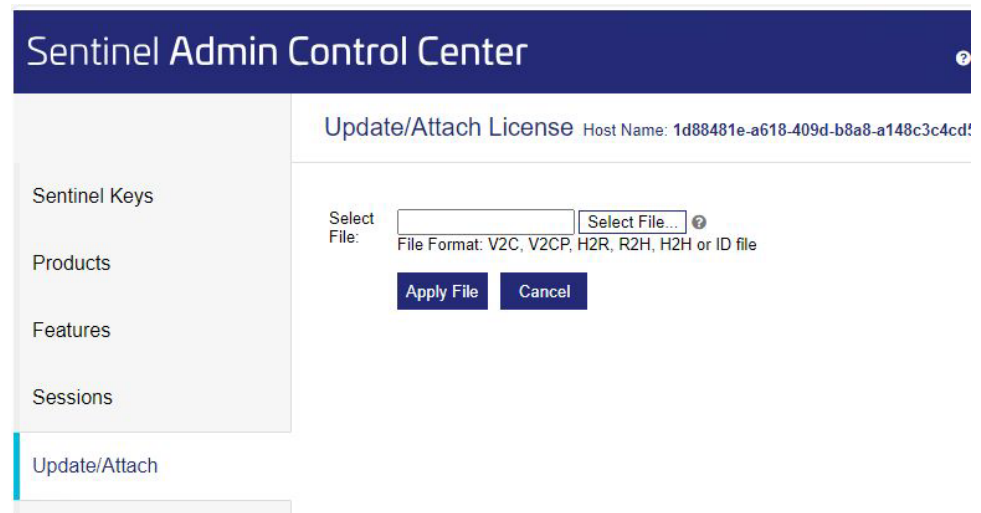 Sentinel Admin Control Center
Update/Attach License Host Name: 1d88481e-a618-409d-b8a8-a148c3c4cd5
Sentinel Keys
Products
Features
Sessions
Update/Attach
Select File:
Select File...
File Format: V2C, V2CP, H2R, R2H, H2H or ID file
Apply File
Cancel